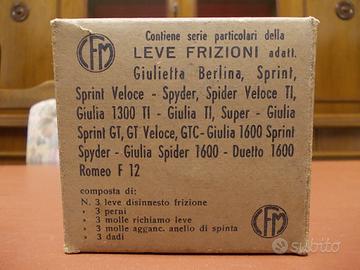 Contiene serie particolari della
CFM
LEVE FRIZIONI adatt.
Giulietta Berlina, Sprint,
Sprint Veloce - Spyder, Spider Veloce TI,
Giulia 1300 TI - Giulia TI, Super - Giulia
Sprint GT, GT Veloce, GTC - Giulia 1600 Sprint
Spyder - Giulia Spider 1600 - Duetto 1600
Romeo F 12
composta di:
N. 3 leve disinnesto frizione
» 3 perni
» 3 molle richiamo leve
» 3 molle agganc. anello di spinta
» 3 dadi
CFM
subito